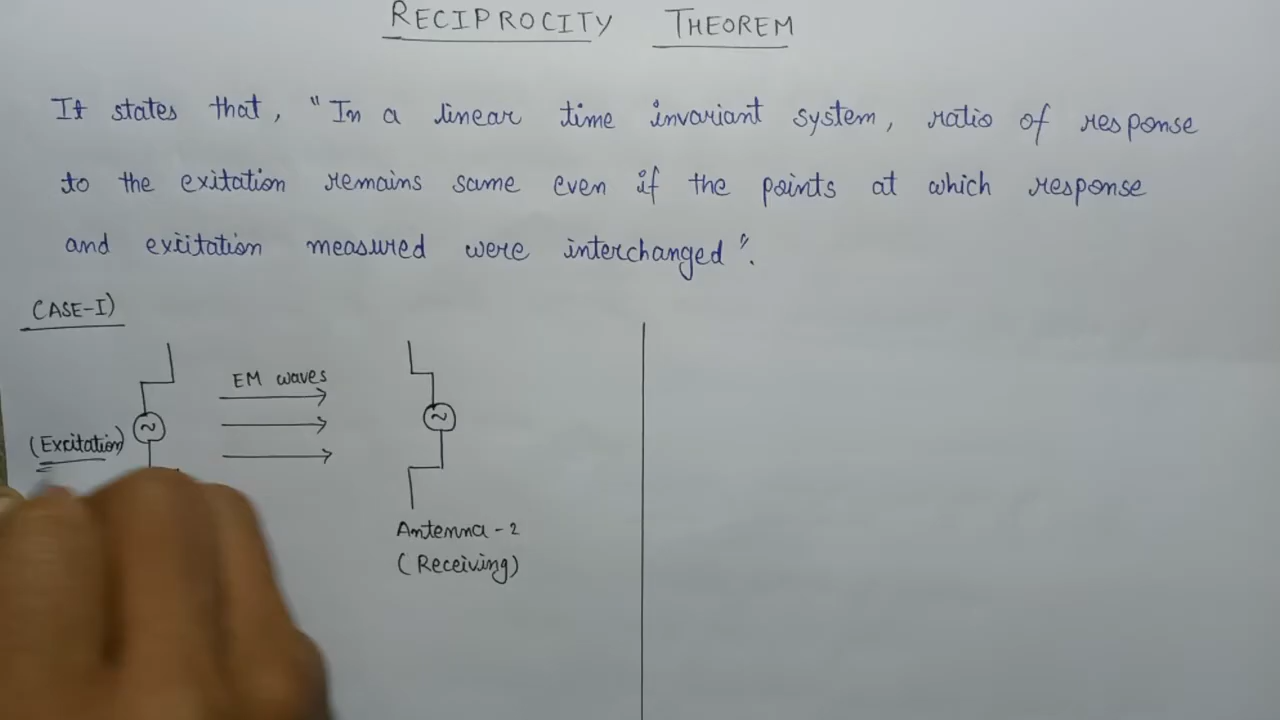 RECIPROCITY THEOREM
It states that, "In a linear time invariant system, ratio of response
to the exitation remains same even if the points at which response
and exicitation measured were interchanged".
CASE-I)
EM waves
(Excitation)
Antenna-2
(Receiving)